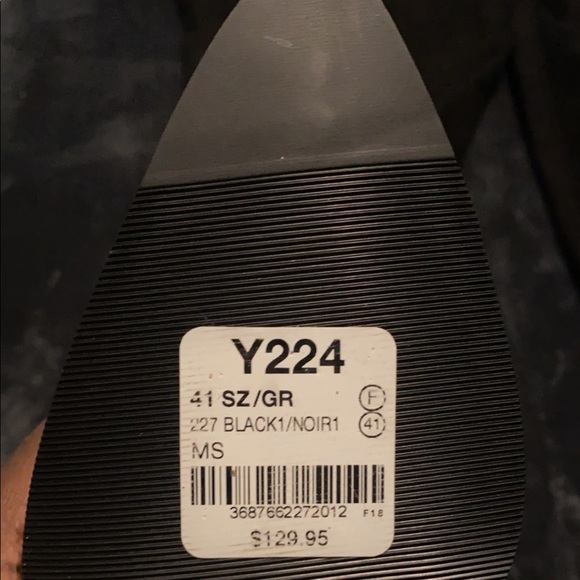 Y224
41 SZ/GR F
227 BLACK1/NOIR1 41
MS
3687662272012 F18
$129.95